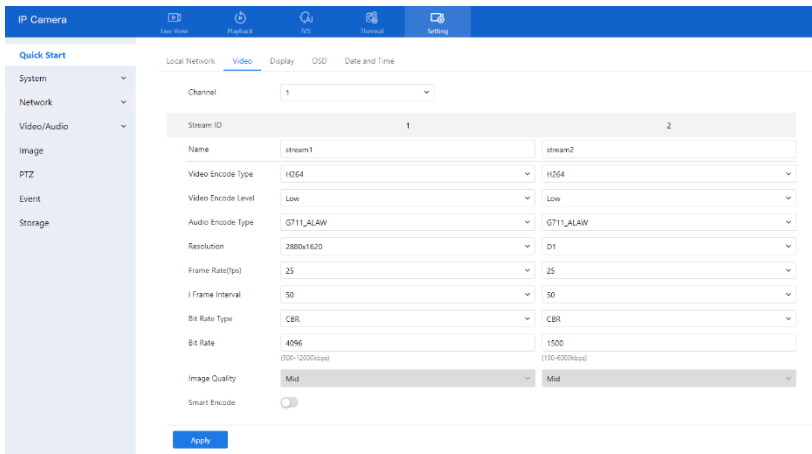 IP Camera
Live View Playback IVS Thermal Setting
Quick Start
System
Network
Video/Audio
Image
PTZ
Event
Storage
Local Network Video Display OSD Date and Time
Channel 1
Stream ID 1 2
Name stream1 stream2
Video Encode Type H264 H264
Video Encode Level Low Low
Audio Encode Type G711_ALAW G711_ALAW
Resolution 2880x1620 D1
Frame Rate(fps) 25 25
I Frame Interval 50 50
Bit Rate Type CBR CBR
Bit Rate 4096 1500
(500-12000kbps) (100-6000kbps)
Image Quality Mid Mid
Smart Encode
Apply